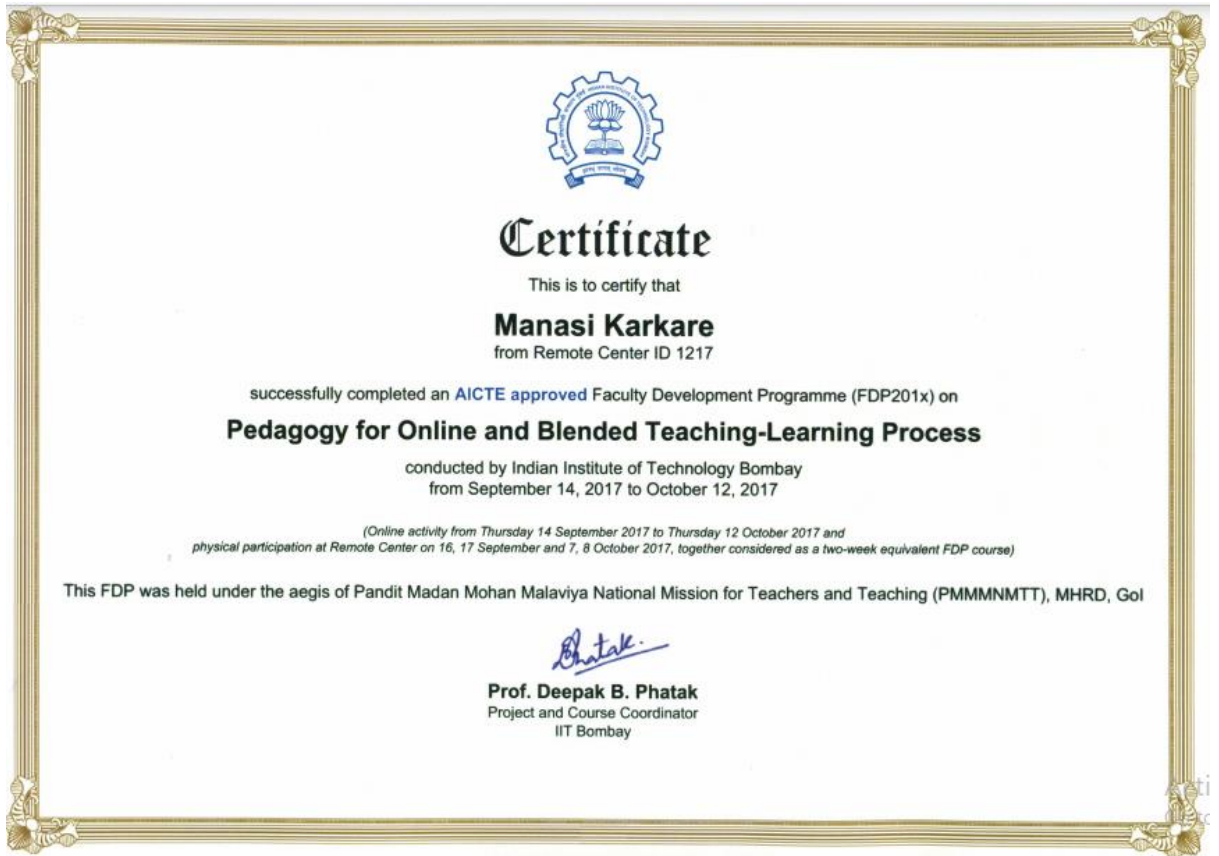 Certificate
This is to certify that
Manasi Karkare
from Remote Center ID 1217
successfully completed an AICTE approved Faculty Development Programme (FDP201x) on
Pedagogy for Online and Blended Teaching-Learning Process
conducted by Indian Institute of Technology Bombay
from September 14, 2017 to October 12, 2017
(Online activity from Thursday 14 September 2017 to Thursday 12 October 2017 and
physical participation at Remote Center on 16, 17 September and 7, 8 October 2017, together considered as a two-week equivalent FDP course)
This FDP was held under the aegis of Pandit Madan Mohan Malaviya National Mission for Teachers and Teaching (PMMMNMTT), MHRD, GoI
Phatak.
Prof. Deepak B. Phatak
Project and Course Coordinator
IIT Bombay